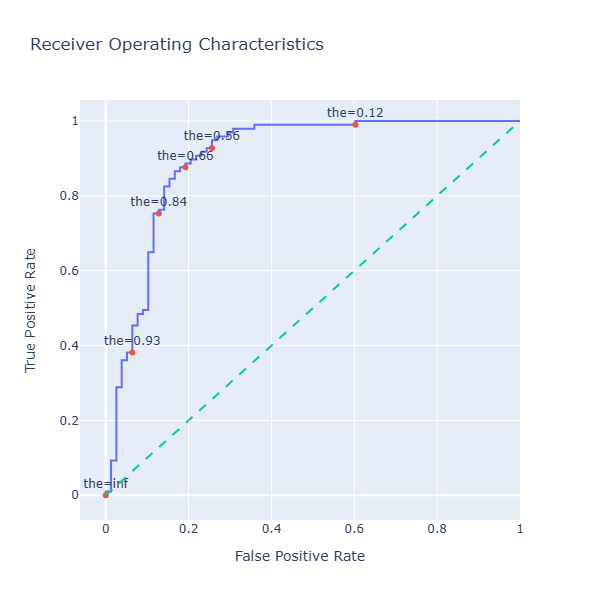 Receiver Operating Characteristics
the=0.12
the=0.56
the=0.66
the=0.84
the=0.93
the=inf
1
0.8
0.6
0.4
0.2
0
True Positive Rate
0
0.2
0.4
0.6
0.8
1
False Positive Rate